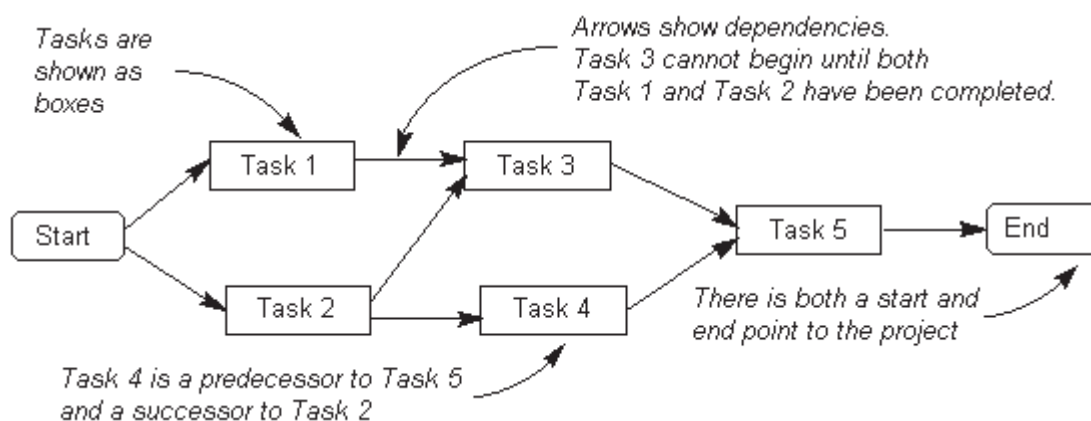 Tasks are
shown as
boxes
Arrows show dependencies.
Task 3 cannot begin until both
Task 1 and Task 2 have been completed.
Task 1
Task 3
Start
Task 5
End
Task 2
Task 4
There is both a start and
end point to the project
Task 4 is a predecessor to Task 5
and a successor to Task 2